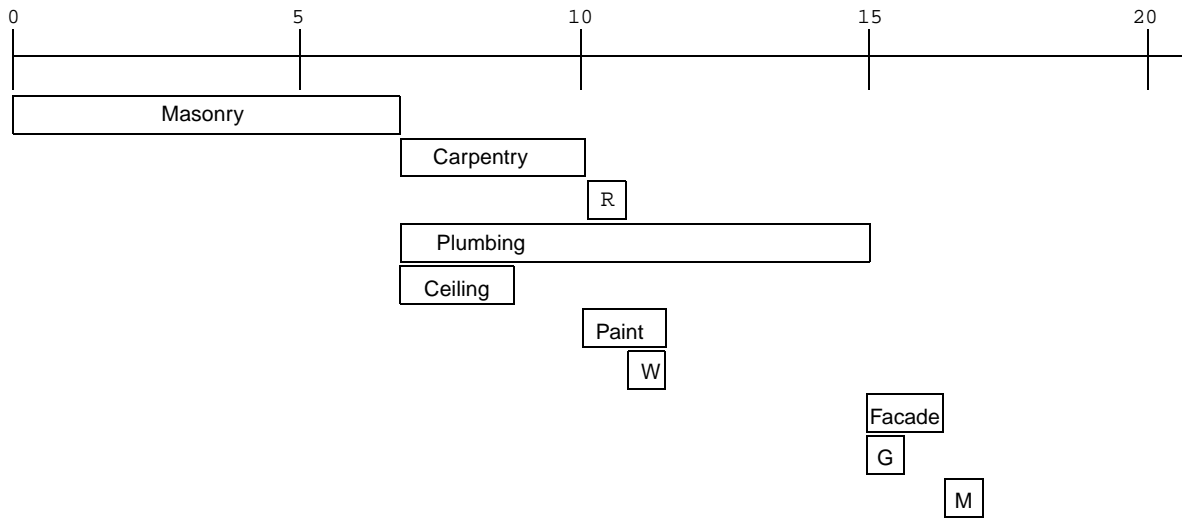 0 5 10 15 20
Masonry
Carpentry
R
Plumbing
Ceiling
Paint
W
Facade
G
M